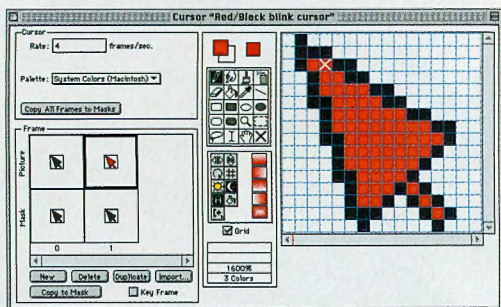 Cursor "Red/Black blink cursor"
Cursor
Rate: 4 frames/sec.
Palette: System Colors (Macintosh)
Copy All Frames to Masks
Frame
Picture
Mask
0 1
New Delete Duplicate Import...
Copy to Mask Key Frame
Grid
1600%
3 Colors